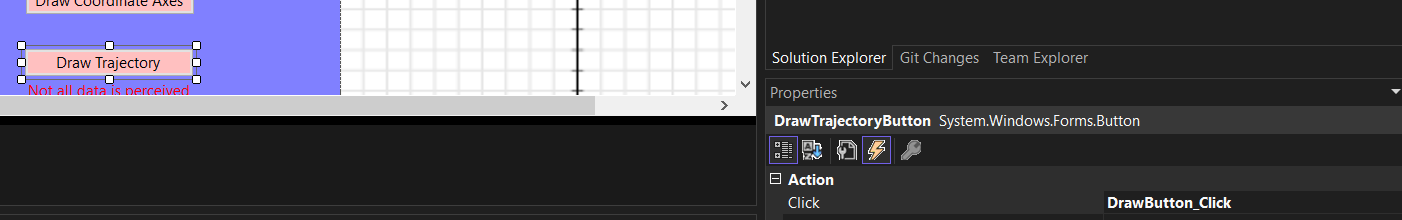 Draw Coordinate Axes
Draw Trajectory
Not all data is perceived
Solution Explorer Git Changes Team Explorer
Properties
DrawTrajectoryButton System.Windows.Forms.Button
Action
Click DrawButton_Click